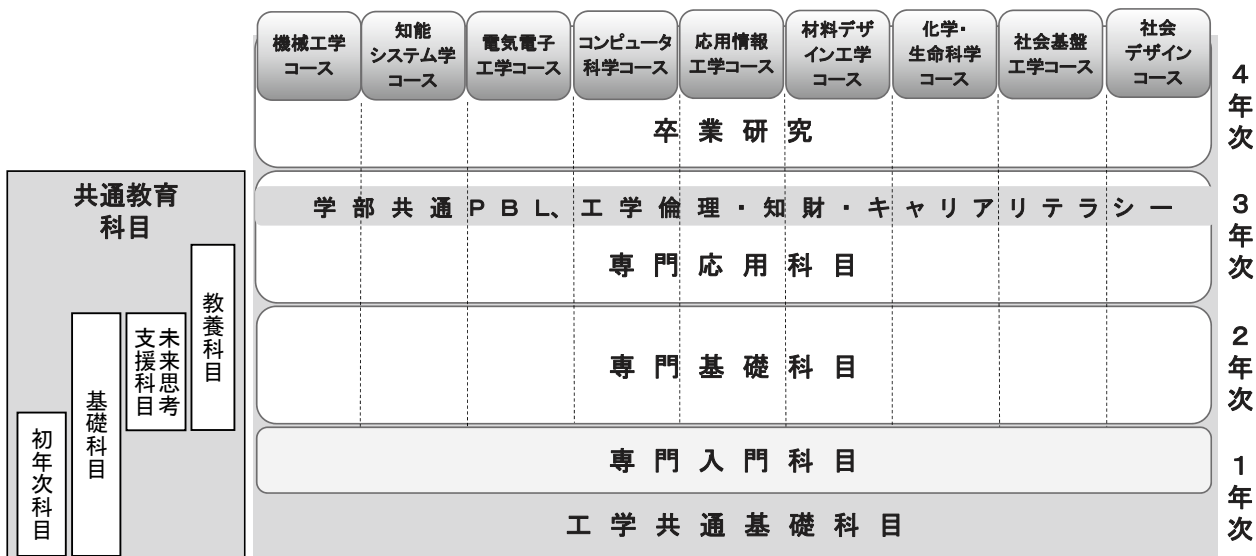 機械工学
コース
知能
システム学
コース
電気電子
工学コース
コンピュータ
科学コース
応用情報
工学コース
材料デザ
イン工学
コース
化学・
生命科学
コース
社会基盤
工学コース
社会
デザイン
コース
4年次
卒業研究
共通教育
科目
学部共通PBL、工学倫理・知財・キャリアリテラシー
3年次
専門応用科目
教養科目
未来思考
支援科目
基礎科目
初年次科目
専門基礎科目
2年次
専門入門科目
1年次
工学共通基礎科目